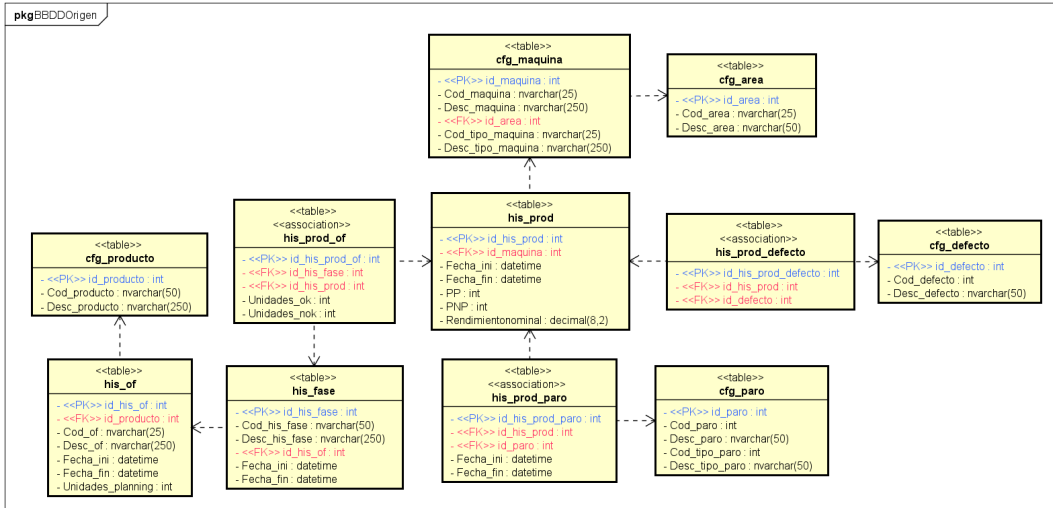 pkg BBDDOrigen
<<table>>
cfg_maquina
- <<PK>> id_maquina : int
- Cod_maquina : nvarchar(25)
- Desc_maquina : nvarchar(250)
- <<FK>> id_area : int
- Cod_tipo_maquina : nvarchar(25)
- Desc_tipo_maquina : nvarchar(250)
<<table>>
cfg_area
- <<PK>> id_area : int
- Cod_area : nvarchar(25)
- Desc_area : nvarchar(50)
<<table>>
cfg_producto
- <<PK>> id_producto : int
- Cod_producto : nvarchar(50)
- Desc_producto : nvarchar(250)
<<table>>
<<association>>
his_prod_of
- <<PK>> id_his_prod_of : int
- <<FK>> id_his_fase : int
- <<FK>> id_his_prod : int
- Unidades_ok : int
- Unidades_nok : int
<<table>>
his_prod
- <<PK>> id_his_prod : int
- <<FK>> id_maquina : int
- Fecha_ini : datetime
- Fecha_fin : datetime
- PP : int
- PNP : int
- Rendimientonominal : decimal(8,2)
<<table>>
<<association>>
his_prod_defecto
- <<PK>> id_his_prod_defecto : int
- <<FK>> id_his_prod : int
- <<FK>> id_defecto : int
<<table>>
cfg_defecto
- <<PK>> id_defecto : int
- Cod_defecto : int
- Desc_defecto : nvarchar(50)
<<table>>
his_of
- <<PK>> id_his_of : int
- <<FK>> id_producto : int
- Cod_of : nvarchar(25)
- Desc_of : nvarchar(250)
- Fecha_ini : datetime
- Fecha_fin : datetime
- Unidades_planning : int
<<table>>
his_fase
- <<PK>> id_his_fase : int
- Cod_his_fase : nvarchar(50)
- Desc_his_fase : nvarchar(250)
- <<FK>> id_his_of : int
- Fecha_ini : datetime
- Fecha_fin : datetime
<<table>>
<<association>>
his_prod_paro
- <<PK>> id_his_prod_paro : int
- <<FK>> id_his_prod : int
- <<FK>> id_paro : int
- Fecha_ini : datetime
- Fecha_fin : datetime
<<table>>
cfg_paro
- <<PK>> id_paro : int
- Cod_paro : int
- Desc_paro : nvarchar(50)
- Cod_tipo_paro : int
- Desc_tipo_paro : nvarchar(50)